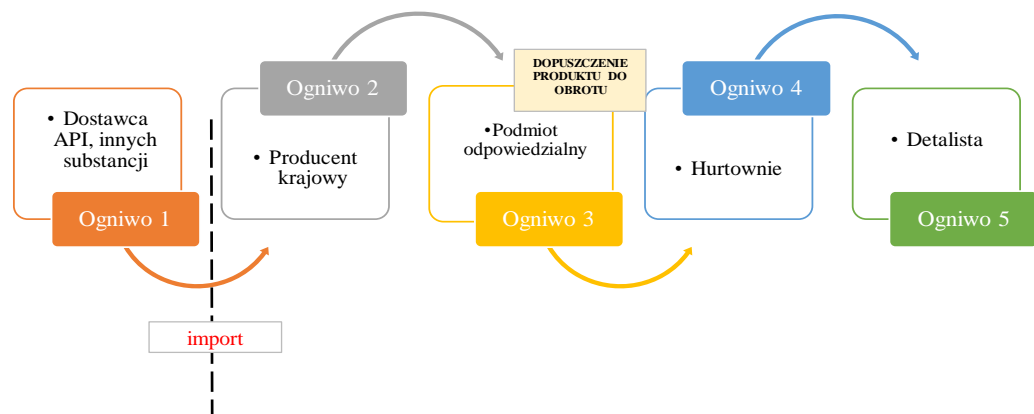 • Dostawca
API, innych
substancji
Ogniwo 1
import
Ogniwo 2
• Producent
krajowy
DOPUSZCZENIE
PRODUKTU DO
OBROTU
•Podmiot
odpowiedzialny
Ogniwo 3
Ogniwo 4
• Hurtownie
• Detalista
Ogniwo 5